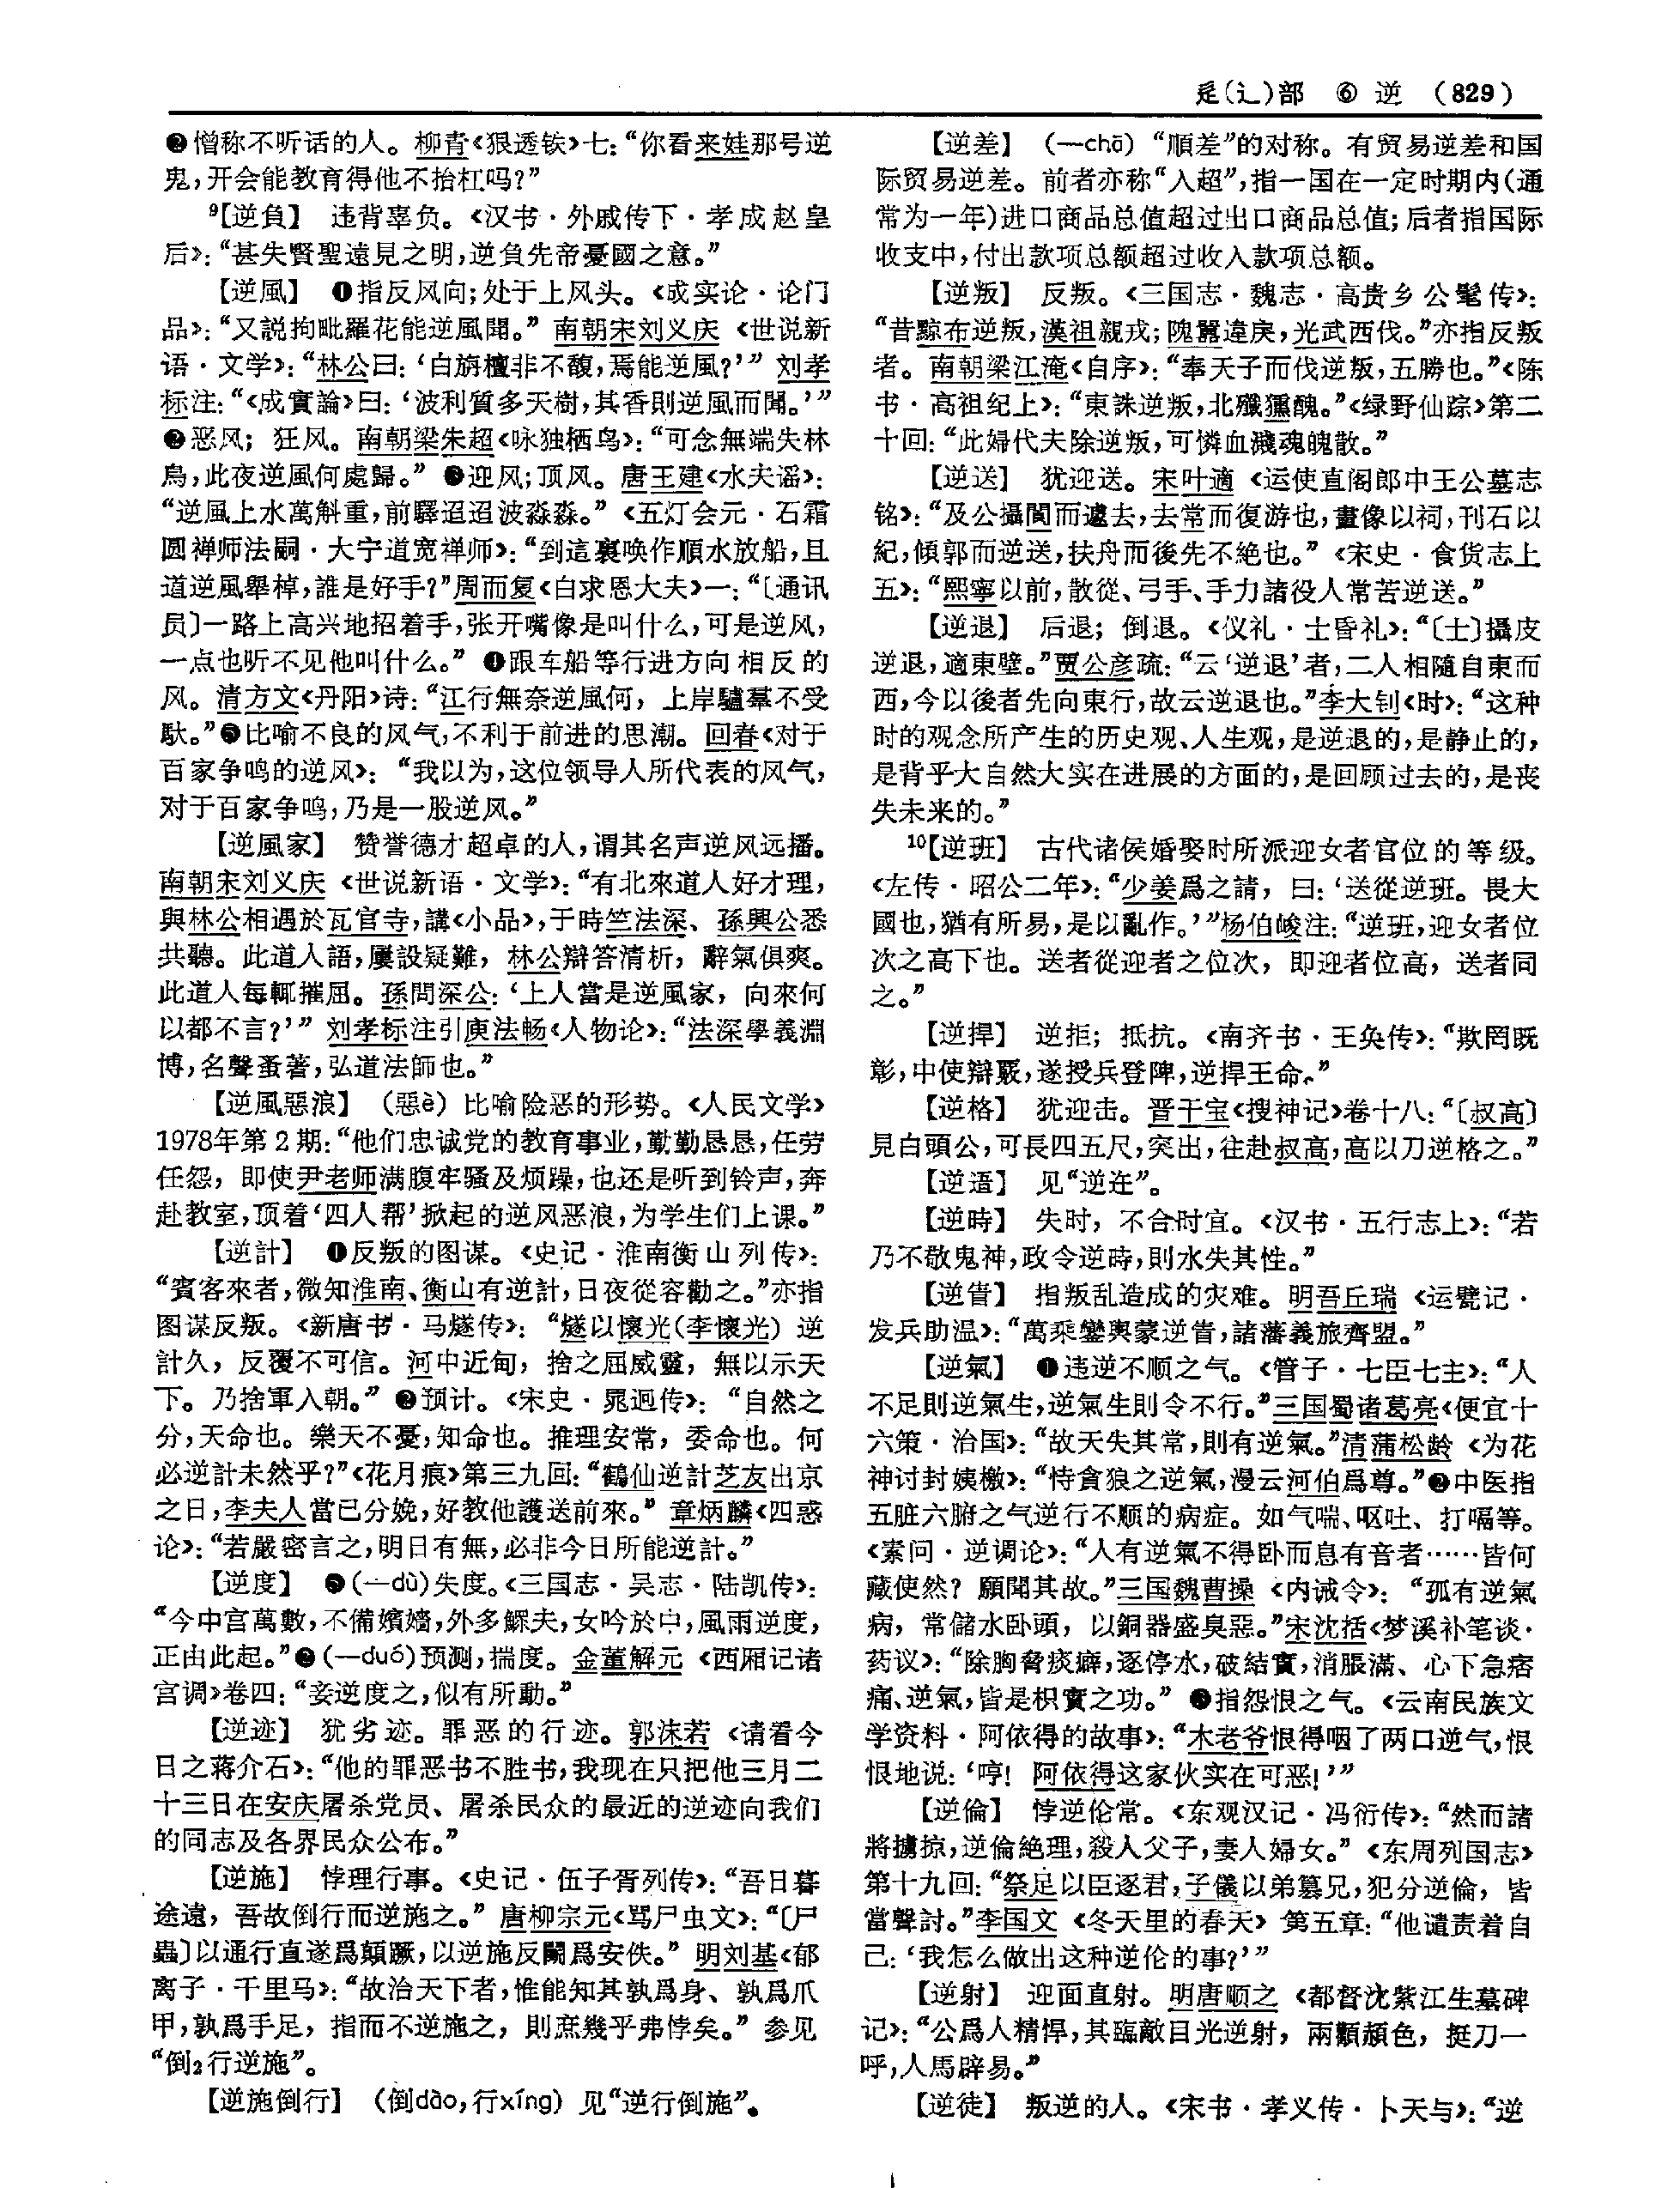 辵(辶)部 ⑥ 逆 (829)
❷憎称不听话的人。柳青《狠透铁》七:“你看来娃那号逆
鬼,开会能教育得他不抬杠吗?”
⁹【逆負】 违背辜负。《汉书·外戚传下·孝成赵皇
后》:“甚失賢聖遠見之明,逆負先帝憂國之意。”
【逆風】 ❶指反风向;处于上风头。《成实论·论门
品》:“又説拘毗羅花能逆風聞。”南朝宋刘义庆《世说新
语·文学》:“林公曰:‘白旃檀非不馥,焉能逆風?’”刘孝
标注:“《成實論》曰:‘波利質多天樹,其香則逆風而聞。’”
❷恶风;狂风。南朝梁朱超《咏独栖鸟》:“可念無端失林
鳥,此夜逆風何處歸。”❸迎风;顶风。唐王建《水夫谣》:
“逆風上水萬斛重,前驛迢迢波淼淼。”《五灯会元·石霜
圆禅师法嗣·大宁道宽禅师》:“到這裏唤作順水放船,且
道逆風舉棹,誰是好手?”周而复《白求恩大夫》一:“〔通讯
员〕一路上高兴地招着手,张开嘴像是叫什么,可是逆风,
一点也听不见他叫什么。”❹跟车船等行进方向相反的
风。清方文《丹阳》诗:“江行無奈逆風何,上岸驢羣不受
馱。”❺比喻不良的风气,不利于前进的思潮。回春《对于
百家争鸣的逆风》:“我以为,这位领导人所代表的风气,
对于百家争鸣,乃是一股逆风。”
【逆風家】 赞誉德才超卓的人,谓其名声逆风远播。
南朝宋刘义庆《世说新语·文学》:“有北來道人好才理,
與林公相遇於瓦官寺,講《小品》,于時竺法深、孫興公悉
共聽。此道人語,屢設疑難,林公辯答清析,辭氣俱爽。
此道人每輒摧屈。孫問深公:‘上人當是逆風家,向來何
以都不言?’”刘孝标注引庾法畅《人物论》:“法深學義淵
博,名聲蚤著,弘道法師也。”
【逆風惡浪】 (惡è)比喻险恶的形势。《人民文学》
1978年第2期:“他们忠诚党的教育事业,勤勤恳恳,任劳
任怨,即使尹老师满腹牢骚及烦躁,也还是听到铃声,奔
赴教室,顶着‘四人帮’掀起的逆风恶浪,为学生们上课。”
【逆計】 ❶反叛的图谋。《史记·淮南衡山列传》:
“賓客來者,微知淮南、衡山有逆計,日夜從容勸之。”亦指
图谋反叛。《新唐书·马燧传》:“燧以懷光(李懷光)逆
計久,反覆不可信。河中近甸,捨之屈威靈,無以示天
下。乃捨軍入朝。”❷预计。《宋史·晁迥传》:“自然之
分,天命也。樂天不憂,知命也。推理安常,委命也。何
必逆計未然乎?”《花月痕》第三九回:“鶴仙逆計芝友出京
之日,李夫人當已分娩,好教他護送前來。”章炳麟《四惑
论》:“若嚴密言之,明日有無,必非今日所能逆計。”
【逆度】 ❶(—dù)失度。《三国志·吴志·陆凯传》:
“今中宫萬數,不備嬪嬙,外多鰥夫,女吟於中,風雨逆度,
正由此起。”❷(—duó)预测,揣度。金董解元《西厢记诸
宫调》卷四:“妾逆度之,似有所動。”
【逆迹】 犹劣迹。罪恶的行迹。郭沫若《请看今
日之蒋介石》:“他的罪恶书不胜书,我现在只把他三月二
十三日在安庆屠杀党员、屠杀民众的最近的逆迹向我们
的同志及各界民众公布。”
【逆施】 悖理行事。《史记·伍子胥列传》:“吾日暮
途遠,吾故倒行而逆施之。”唐柳宗元《骂尸虫文》:“〔尸
蟲〕以通行直遂爲顛蹶,以逆施反鬭爲安佚。”明刘基《郁
离子·千里马》:“故治天下者,惟能知其孰爲身、孰爲爪
甲,孰爲手足,指而不逆施之,則庶幾乎弗悖矣。”参见
“倒₂行逆施”。
【逆施倒行】 (倒dào,行xíng)见“逆行倒施”。
【逆差】 (—chā)“順差”的对称。有贸易逆差和国
际贸易逆差。前者亦称“入超”,指一国在一定时期内(通
常为一年)进口商品总值超过出口商品总值;后者指国际
收支中,付出款项总额超过收入款项总额。
【逆叛】 反叛。《三国志·魏志·高贵乡公髦传》:
“昔黥布逆叛,漢祖親戎;隗囂違戾,光武西伐。”亦指反叛
者。南朝梁江淹《自序》:“奉天子而伐逆叛,五勝也。”《陈
书·高祖纪上》:“東誅逆叛,北殲獯醜。”《绿野仙踪》第二
十回:“此婦代夫除逆叛,可憐血濺魂魄散。”
【逆送】 犹迎送。宋叶適《运使直阁郎中王公墓志
铭》:“及公攝閬而遽去,去常而復游也,畫像以祠,刊石以
紀,傾郭而逆送,扶舟而後先不絶也。”《宋史·食货志上
五》:“熙寧以前,散從、弓手、手力諸役人常苦逆送。”
【逆退】 后退;倒退。《仪礼·士昏礼》:“〔士〕攝皮
逆退,適東壁。”贾公彦疏:“云‘逆退’者,二人相隨自東而
西,今以後者先向東行,故云逆退也。”李大钊《时》:“这种
时的观念所产生的历史观、人生观,是逆退的,是静止的,
是背乎大自然大实在进展的方面的,是回顾过去的,是丧
失未来的。”
¹⁰【逆班】 古代诸侯婚娶时所派迎女者官位的等级。
《左传·昭公二年》:“少姜爲之請,曰:‘送從逆班。畏大
國也,猶有所易,是以亂作。’”杨伯峻注:“逆班,迎女者位
次之高下也。送者從迎者之位次,即迎者位高,送者同
之。”
【逆捍】 逆拒;抵抗。《南齐书·王奂传》:“欺罔既
彰,中使辯覈,遂授兵登陴,逆捍王命。”
【逆格】 犹迎击。晋干宝《搜神记》卷十八:“〔叔高〕
見白頭公,可長四五尺,突出,往赴叔高,高以刀逆格之。”
【逆遻】 见“逆迕”。
【逆時】 失时,不合时宜。《汉书·五行志上》:“若
乃不敬鬼神,政令逆時,則水失其性。”
【逆眚】 指叛乱造成的灾难。明吾丘瑞《运甓记·
发兵助温》:“萬乘鑾輿蒙逆眚,諸藩義旅齊盟。”
【逆氣】 ❶违逆不顺之气。《管子·七臣七主》:“人
不足則逆氣生,逆氣生則令不行。”三国蜀诸葛亮《便宜十
六策·治国》:“故天失其常,則有逆氣。”清蒲松龄《为花
神讨封姨檄》:“恃貪狼之逆氣,漫云河伯爲尊。”❷中医指
五脏六腑之气逆行不顺的病症。如气喘、呕吐、打嗝等。
《素问·逆调论》:“人有逆氣不得卧而息有音者……皆何
藏使然?願聞其故。”三国魏曹操《内诫令》:“孤有逆氣
病,常儲水卧頭,以銅器盛臭惡。”宋沈括《梦溪补笔谈·
药议》:“除胸脅痰癖,逐停水,破結實,消脹滿、心下急痞
痛、逆氣,皆是枳實之功。”❸指怨恨之气。《云南民族文
学资料·阿依得的故事》:“木老爷恨得咽了两口逆气,恨
恨地说:‘哼!阿依得这家伙实在可恶!’”
【逆倫】 悖逆伦常。《东观汉记·冯衍传》:“然而諸
將擄掠,逆倫絶理,殺人父子,妻人婦女。”《东周列国志》
第十九回:“祭足以臣逐君,子儀以弟篡兄,犯分逆倫,皆
當聲討。”李国文《冬天里的春天》第五章:“他谴责着自
己:‘我怎么做出这种逆伦的事?’”
【逆射】 迎面直射。明唐顺之《都督沈紫江生墓碑
记》:“公爲人精悍,其臨敵目光逆射,兩顴頳色,挺刀一
呼,人馬辟易。”
【逆徒】 叛逆的人。《宋书·孝义传·卜天与》:“逆